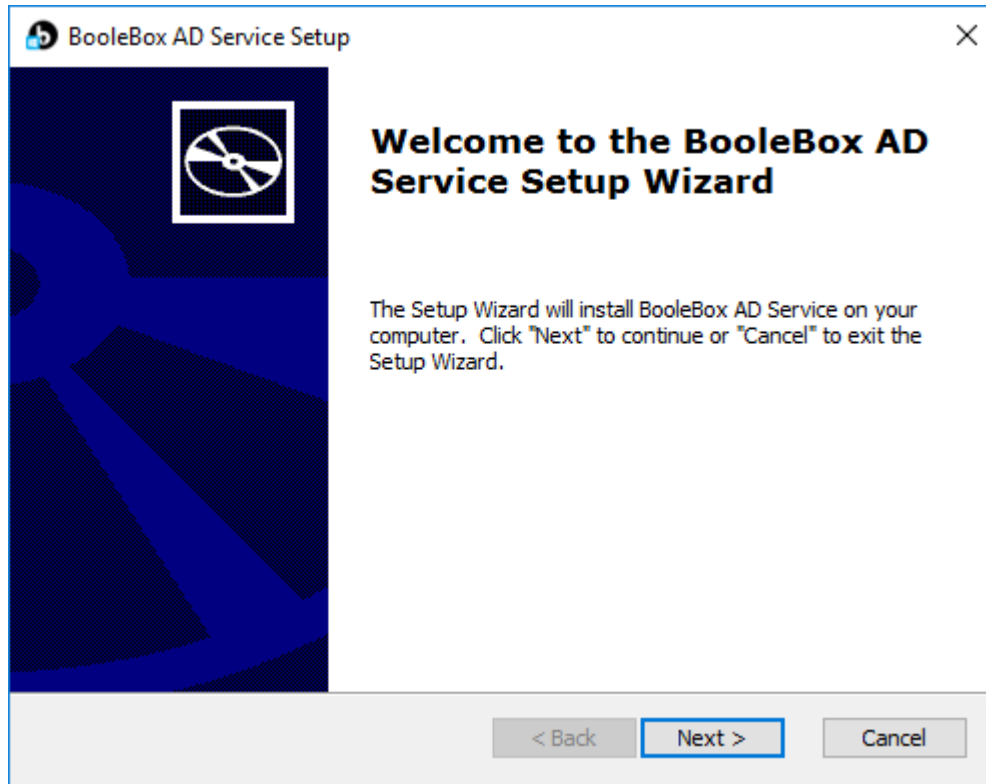 BooleBox AD Service Setup
Welcome to the BooleBox AD
Service Setup Wizard
The Setup Wizard will install BooleBox AD Service on your
computer.  Click "Next" to continue or "Cancel" to exit the
Setup Wizard.
< Back Next > Cancel